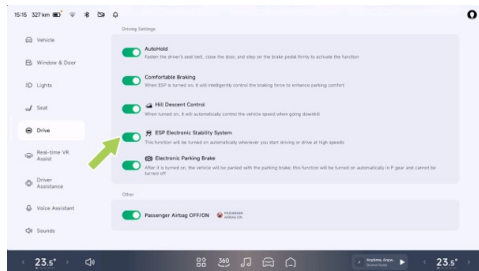 15:15 327 km
Driving Settings
Vehicle
AutoHold
Fasten the driver's seat belt, close the door, and step on the brake pedal firmly to activate the function
Window & Door
Comfortable Braking
When ESP is turned on, it will intelligently control the braking force to enhance parking comfort
Lights
Hill Descent Control
When turned on, it will automatically control the vehicle speed when going downhill
Seat
Drive
ESP Electronic Stability System
This function will be turned on automatically whenever you start driving or drive at high speeds
Real-time VR
Assist
Electronic Parking Brake
After it is turned on, the vehicle will be parked with the parking brake; this function will be turned on automatically in P gear and cannot be
turned off
Driver
Assistance
Other
Voice Assistant
Passenger Airbag OFF/ON
PASSENGER
AIRBAG ON
Sounds
23.5° 360 23.5°